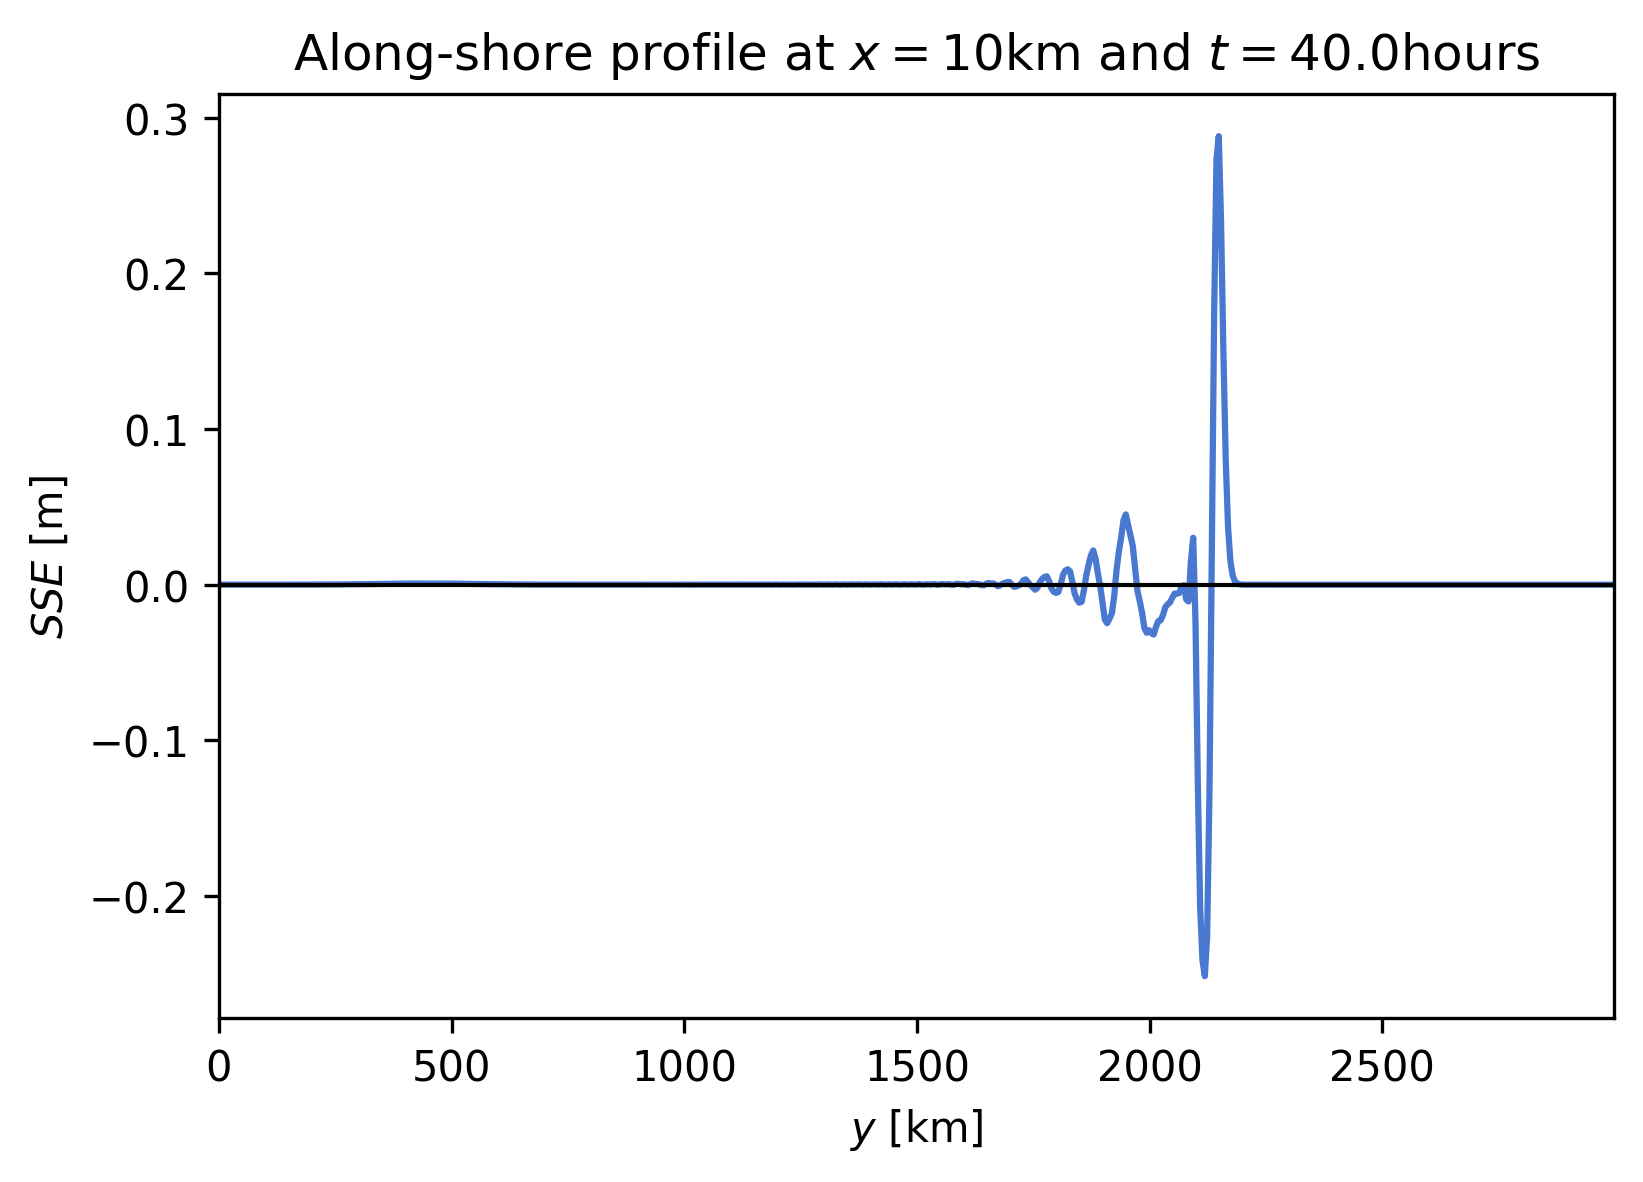 Along-shore profile at x = 10km and t = 40.0hours
0.3
0.2
0.1
0.0
−0.1
−0.2
SSE [m]
0 500 1000 1500 2000 2500
y [km]